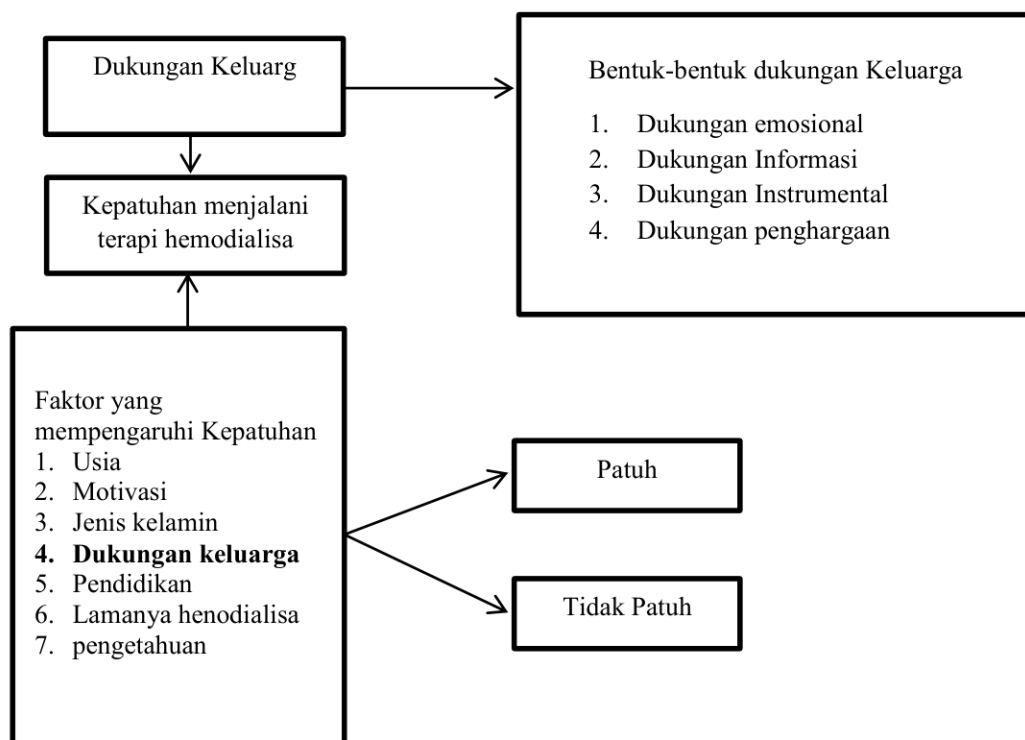 Dukungan Keluarg
Bentuk-bentuk dukungan Keluarga
1. Dukungan emosional
2. Dukungan Informasi
3. Dukungan Instrumental
4. Dukungan penghargaan
Kepatuhan menjalani
terapi hemodialisa
Faktor yang
mempengaruhi Kepatuhan
1. Usia
2. Motivasi
3. Jenis kelamin
4. Dukungan keluarga
5. Pendidikan
6. Lamanya henodialisa
7. pengetahuan
Patuh
Tidak Patuh